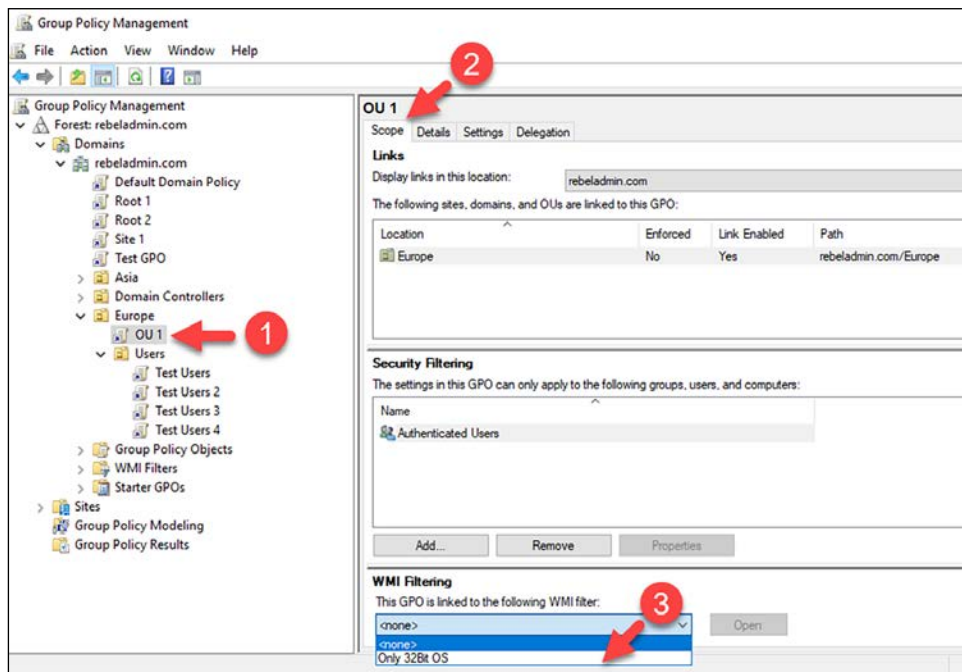 Group Policy Management
File Action View Window Help
2
Group Policy Management
Forest: rebeladmin.com
Domains
rebeladmin.com
Default Domain Policy
Root 1
Root 2
Site 1
Test GPO
Asia
Domain Controllers
Europe
OU 1
1
Users
Test Users
Test Users 2
Test Users 3
Test Users 4
Group Policy Objects
WMI Filters
Starter GPOs
Sites
Group Policy Modeling
Group Policy Results
OU 1
Scope Details Settings Delegation
Links
Display links in this location: rebeladmin.com
The following sites, domains, and OUs are linked to this GPO:
Location Enforced Link Enabled Path
Europe No Yes rebeladmin.com/Europe
Security Filtering
The settings in this GPO can only apply to the following groups, users, and computers:
Name
Authenticated Users
Add... Remove Properties
WMI Filtering
This GPO is linked to the following WMI filter:
3
<none> Open
<none>
Only 32Bit OS